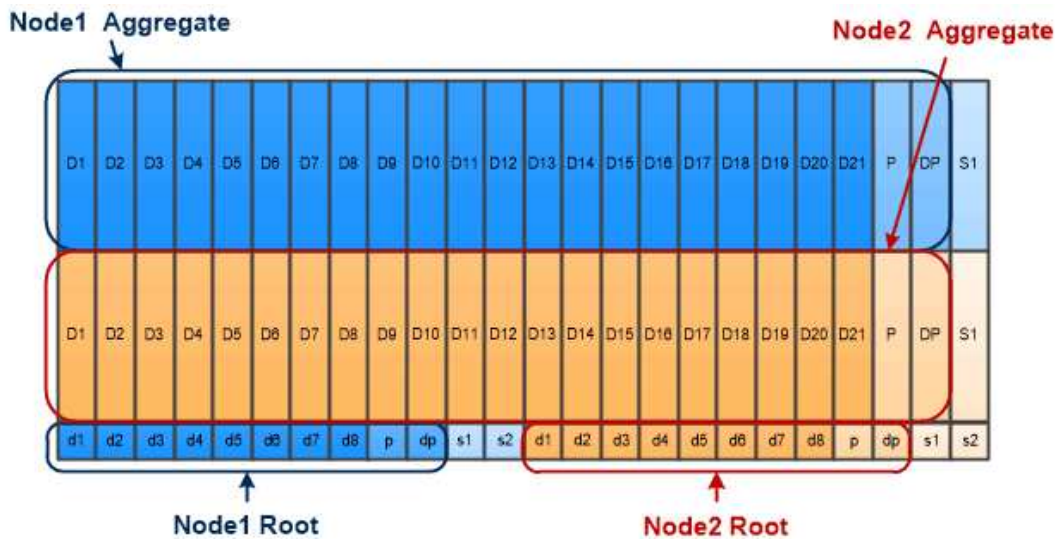 Node1 Aggregate
Node2 Aggregate
D1 D2 D3 D4 D5 D6 D7 D8 D9 D10 D11 D12 D13 D14 D15 D16 D17 D18 D19 D20 D21 P DP S1
D1 D2 D3 D4 D5 D6 D7 D8 D9 D10 D11 D12 D13 D14 D15 D16 D17 D18 D19 D20 D21 P DP S1
d1 d2 d3 d4 d5 d6 d7 d8 p dp s1 s2 d1 d2 d3 d4 d5 d6 d7 d8 p dp s1 s2
Node1 Root
Node2 Root